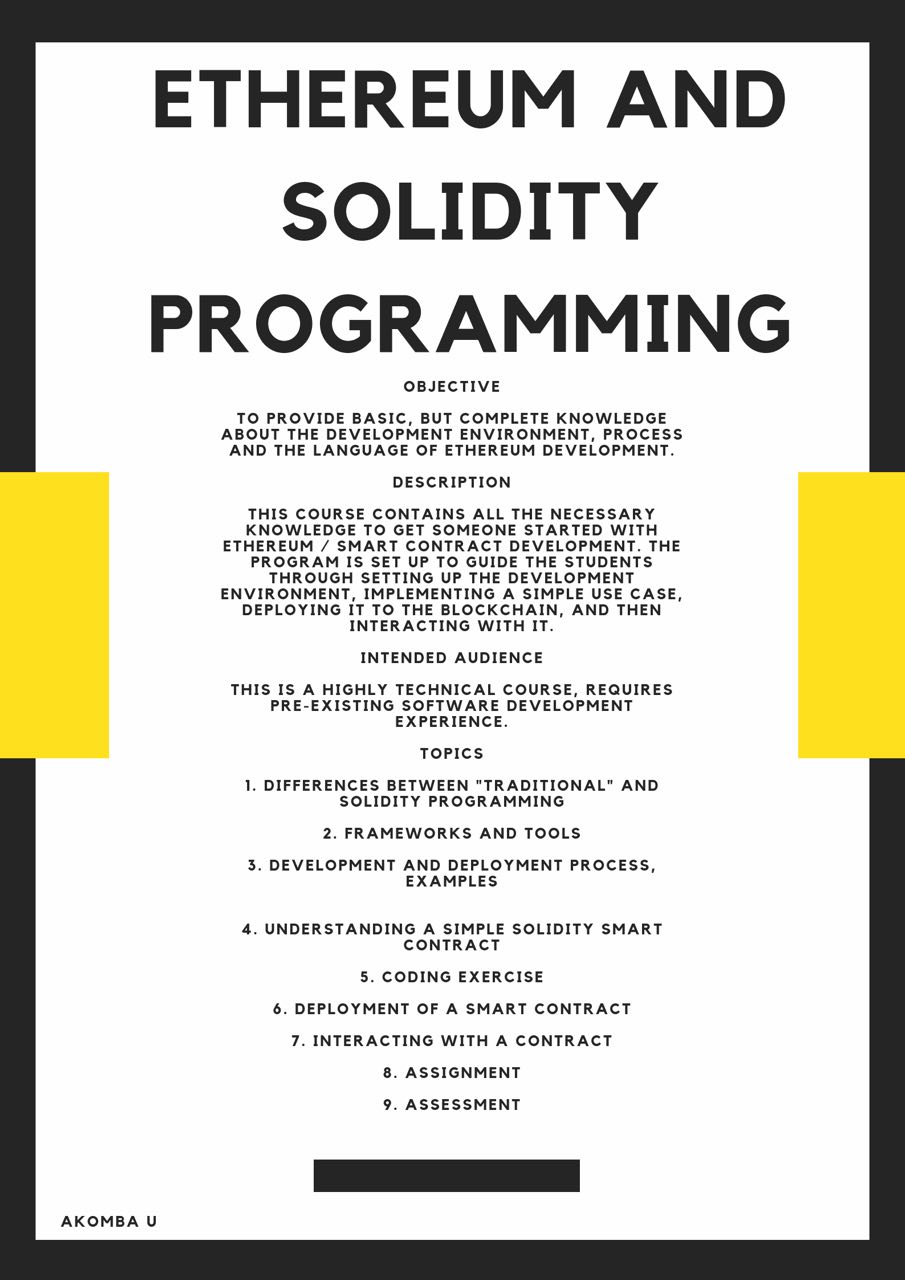 ETHEREUM AND
SOLIDITY
PROGRAMMING
OBJECTIVE
TO PROVIDE BASIC, BUT COMPLETE KNOWLEDGE
ABOUT THE DEVELOPMENT ENVIRONMENT, PROCESS
AND THE LANGUAGE OF ETHEREUM DEVELOPMENT.
DESCRIPTION
THIS COURSE CONTAINS ALL THE NECESSARY
KNOWLEDGE TO GET SOMEONE STARTED WITH
ETHEREUM / SMART CONTRACT DEVELOPMENT. THE
PROGRAM IS SET UP TO GUIDE THE STUDENTS
THROUGH SETTING UP THE DEVELOPMENT
ENVIRONMENT, IMPLEMENTING A SIMPLE USE CASE,
DEPLOYING IT TO THE BLOCKCHAIN, AND THEN
INTERACTING WITH IT.
INTENDED AUDIENCE
THIS IS A HIGHLY TECHNICAL COURSE, REQUIRES
PRE-EXISTING SOFTWARE DEVELOPMENT
EXPERIENCE.
TOPICS
1. DIFFERENCES BETWEEN "TRADITIONAL" AND
SOLIDITY PROGRAMMING
2. FRAMEWORKS AND TOOLS
3. DEVELOPMENT AND DEPLOYMENT PROCESS,
EXAMPLES
4. UNDERSTANDING A SIMPLE SOLIDITY SMART
CONTRACT
5. CODING EXERCISE
6. DEPLOYMENT OF A SMART CONTRACT
7. INTERACTING WITH A CONTRACT
8. ASSIGNMENT
9. ASSESSMENT
AKOMBA U